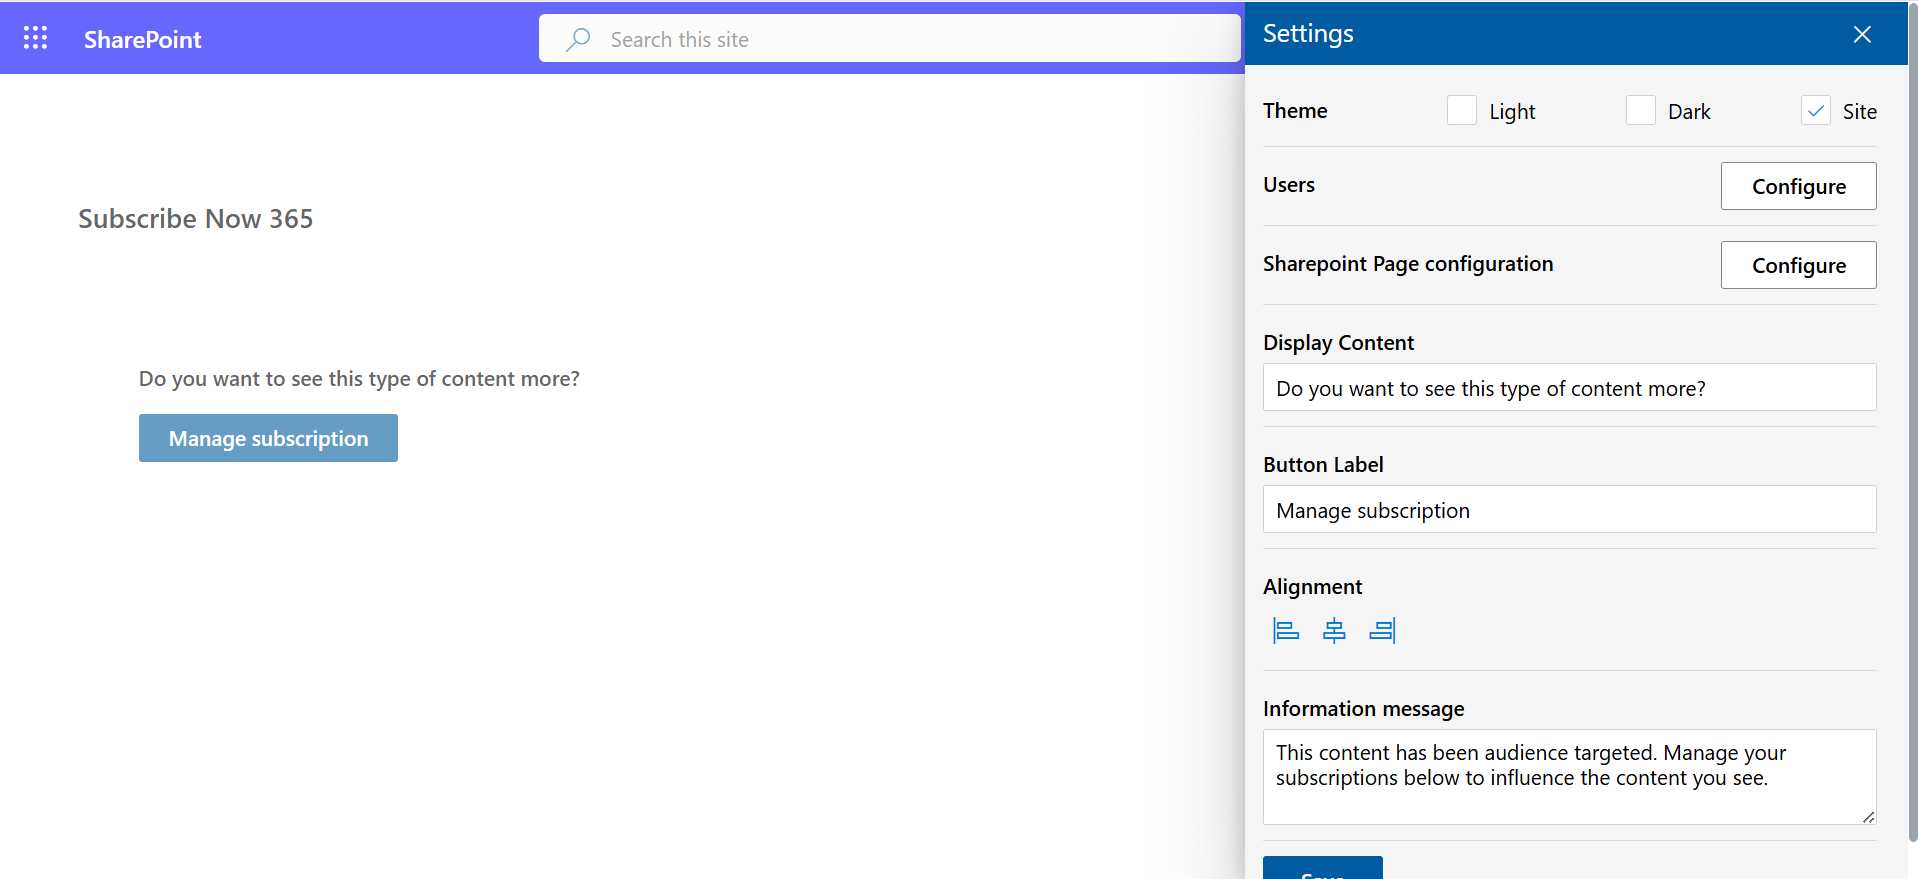 SharePoint
Search this site
Subscribe Now 365
Do you want to see this type of content more?
Manage subscription
Settings
Theme
Light
Dark
Site
Users
Configure
Sharepoint Page configuration
Configure
Display Content
Do you want to see this type of content more?
Button Label
Manage subscription
Alignment
Information message
This content has been audience targeted. Manage your
subscriptions below to influence the content you see.
Save